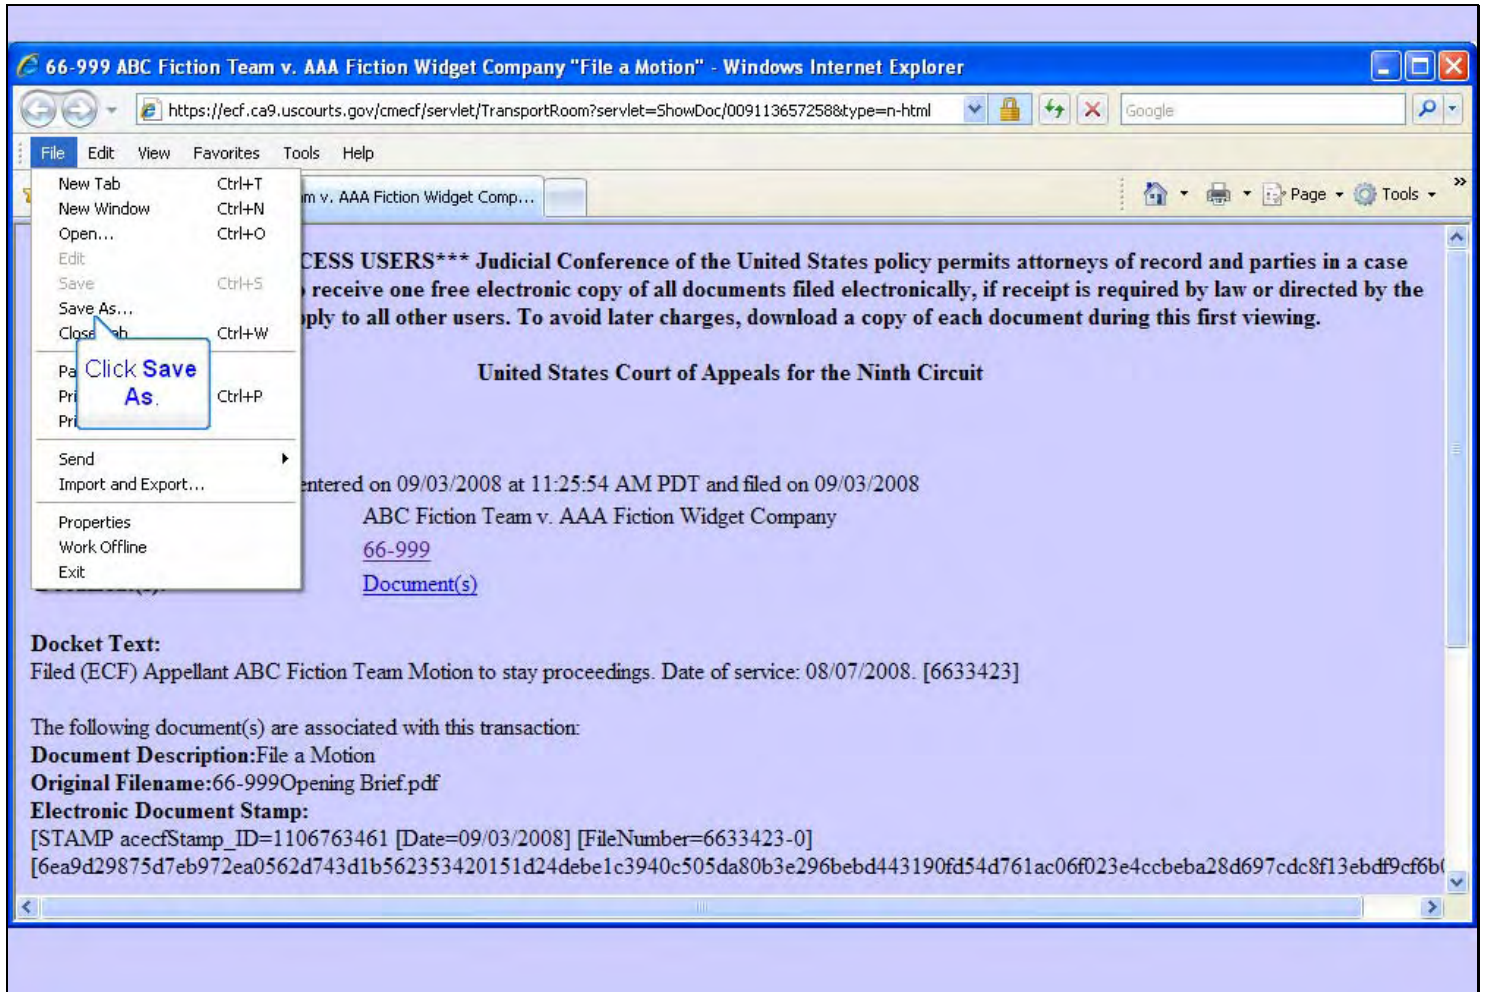 66-999 ABC Fiction Team v. AAA Fiction Widget Company "File a Motion" - Windows Internet Explorer
https://ecf.ca9.uscourts.gov/cmecf/servlet/TransportRoom?servlet=ShowDoc/009113657258&type=n-html
Google
File Edit View Favorites Tools Help
New Tab Ctrl+T
m v. AAA Fiction Widget Comp...
Page Tools
New Window Ctrl+N
Open... Ctrl+O
Edit
CESS USERS*** Judicial Conference of the United States policy permits attorneys of record and parties in a case
Save Ctrl+S
receive one free electronic copy of all documents filed electronically, if receipt is required by law or directed by the
Save As...
ply to all other users. To avoid later charges, download a copy of each document during this first viewing.
Close Ctrl+W
Click Save
As.
United States Court of Appeals for the Ninth Circuit
Pa
Pri Ctrl+P
Pri
Send
Import and Export...
entered on 09/03/2008 at 11:25:54 AM PDT and filed on 09/03/2008
Properties
ABC Fiction Team v. AAA Fiction Widget Company
Work Offline
66-999
Exit
Document(s)
Docket Text:
Filed (ECF) Appellant ABC Fiction Team Motion to stay proceedings. Date of service: 08/07/2008. [6633423]
The following document(s) are associated with this transaction:
Document Description:File a Motion
Original Filename:66-999Opening Brief.pdf
Electronic Document Stamp:
[STAMP acecfStamp_ID=1106763461 [Date=09/03/2008] [FileNumber=6633423-0]
[6ea9d29875d7eb972ea0562d743d1b562353420151d24debe1c3940c505da80b3e296bebd443190fd54d761ac06f023e4ccbeba28d697cdc8f13ebdf9cf6b